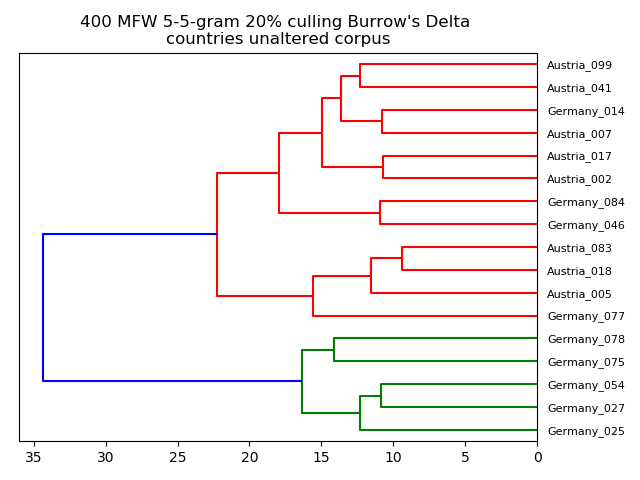 400 MFW 5-5-gram 20% culling Burrow's Delta
countries unaltered corpus
Austria_099
Austria_041
Germany_014
Austria_007
Austria_017
Austria_002
Germany_084
Germany_046
Austria_083
Austria_018
Austria_005
Germany_077
Germany_078
Germany_075
Germany_054
Germany_027
Germany_025
35 30 25 20 15 10 5 0